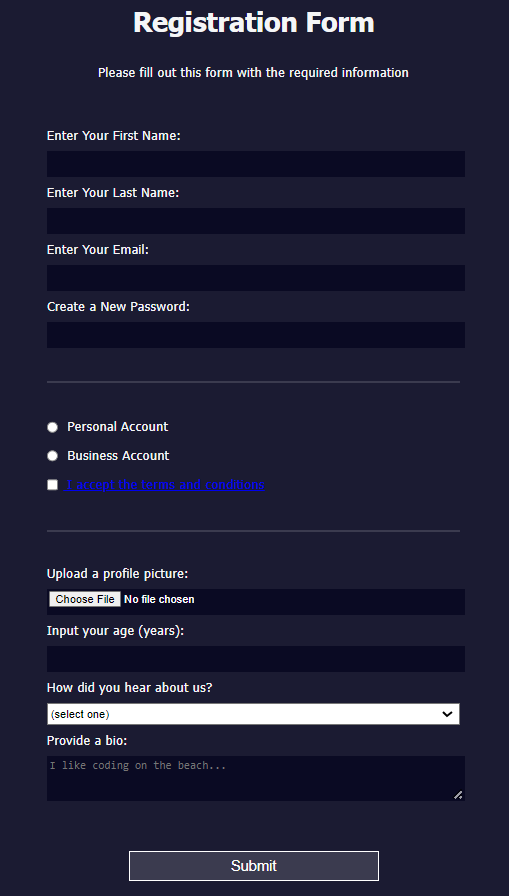 Registration Form
Please fill out this form with the required information
Enter Your First Name:
Enter Your Last Name:
Enter Your Email:
Create a New Password:
Personal Account
Business Account
I accept the terms and conditions
Upload a profile picture:
Choose File No file chosen
Input your age (years):
How did you hear about us?
(select one)
Provide a bio:
I like coding on the beach...
Submit